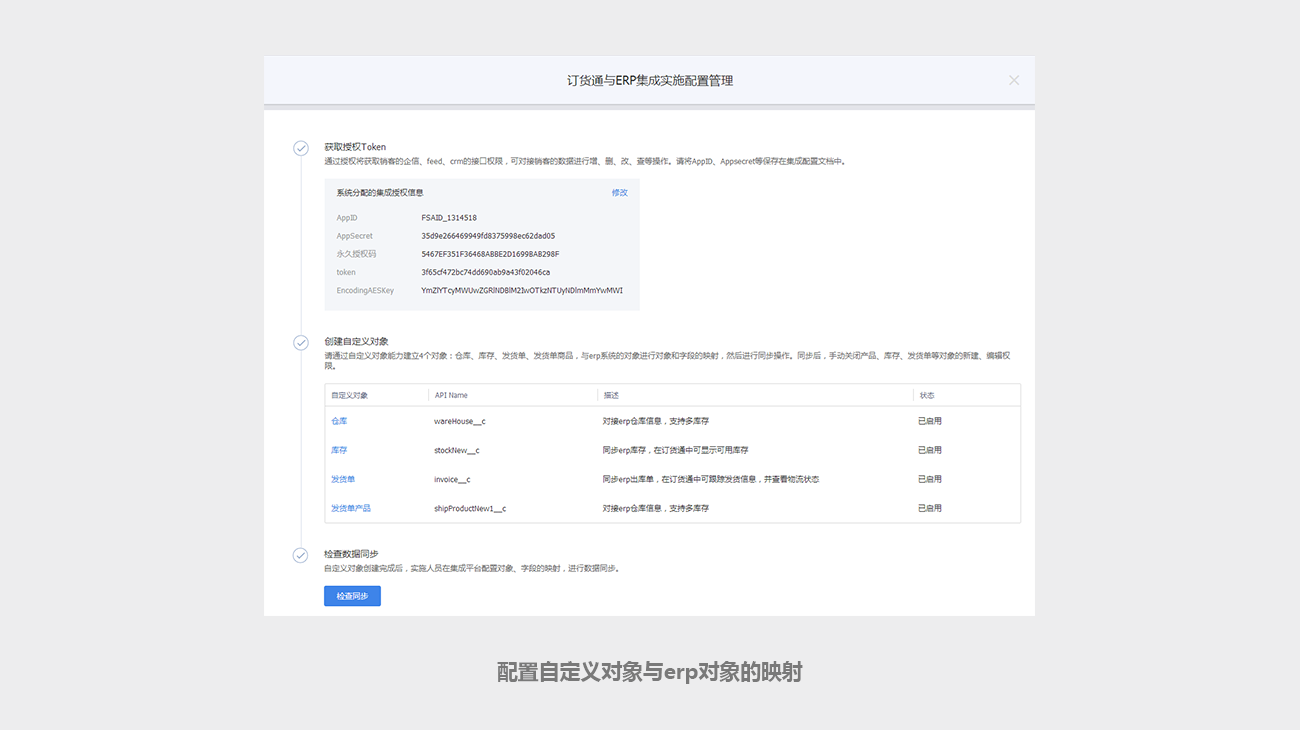 订货通与ERP集成实施配置管理
获取授权Token
通过授权将获取销客的企信、feed、crm的接口权限，可对接销客的数据进行增、删、改、查等操作。请将AppID、Appsecret等保存在集成配置文档中。
系统分配的集成授权信息 修改
AppID FSAID_1314518
AppSecret 35d9e266469949fd8375998ec62dad05
永久授权码 5467EF351F36468ABBE2D1699BAB298F
token 3f65cf472bc74dd690ab9a43f02046ca
EncodingAESKey YmZlYTcyMWUwZGRlNDBlM2IwOTkzNTUyNDlmMmYwMWI
创建自定义对象
请通过自定义对象能力建立4个对象：仓库、库存、发货单、发货单商品，与erp系统的对象进行对象和字段的映射，然后进行同步操作。同步后，手动关闭产品、库存、发货单等对象的新建、编辑权
限。
自定义对象 API Name 描述 状态
仓库 wareHouse__c 对接erp仓库信息，支持多库存 已启用
库存 stockNew__c 同步erp库存，在订货通中可显示可用库存 已启用
发货单 invoice__c 同步erp出库单，在订货通中可跟踪发货信息，并查看物流状态 已启用
发货单产品 shipProductNew1__c 对接erp仓库信息，支持多库存 已启用
检查数据同步
自定义对象创建完成后，实施人员在集成平台配置对象、字段的映射，进行数据同步。
检查同步
配置自定义对象与erp对象的映射